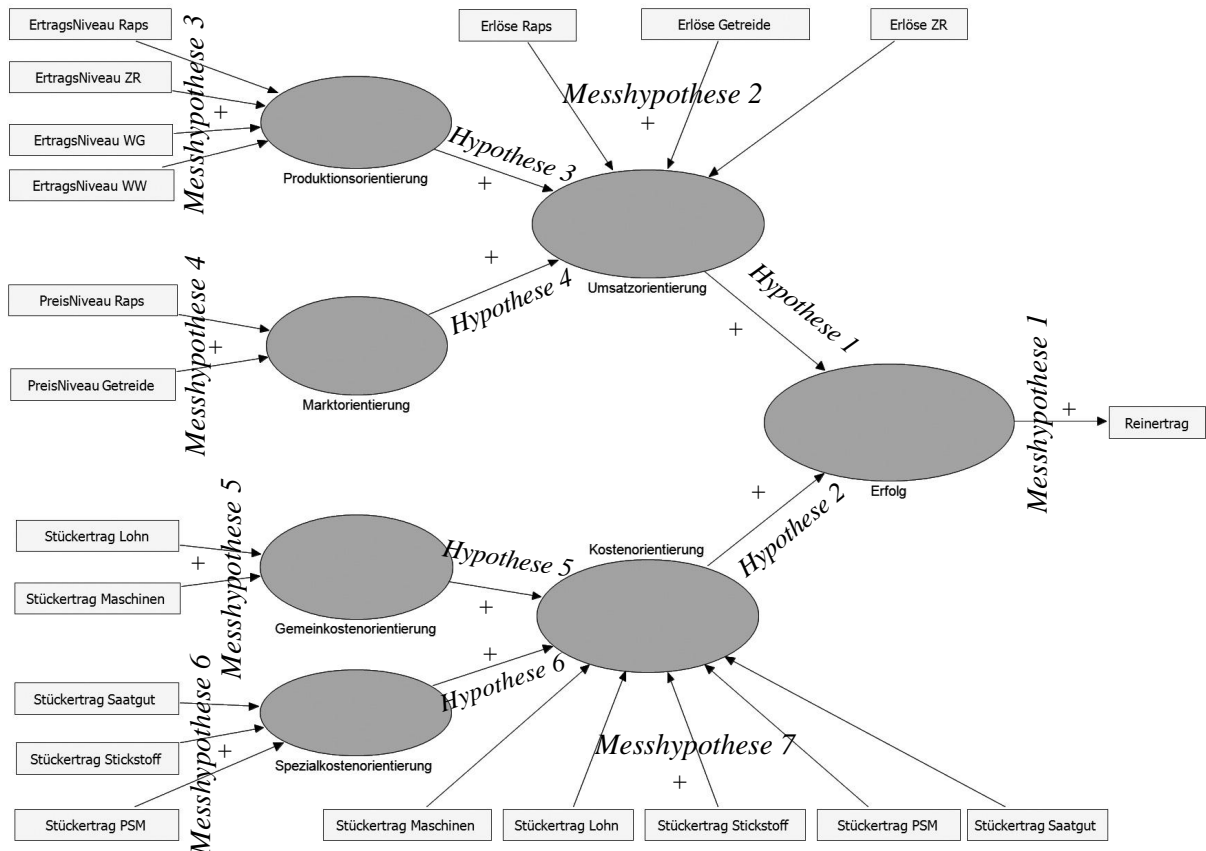 ErtragsNiveau Raps
ErtragsNiveau ZR
ErtragsNiveau WG
ErtragsNiveau WW
Messhypothese 3
+
Produktionsorientierung
Hypothese 3
+
Erlöse Raps
Erlöse Getreide
Erlöse ZR
Messhypothese 2
+
Umsatzorientierung
PreisNiveau Raps
PreisNiveau Getreide
Messhypothese 4
+
Marktorientierung
+
Hypothese 4
Hypothese 1
+
Messhypothese 1
+
Reinertrag
Erfolg
+
Hypothese 2
Stückertrag Lohn
+
Stückertrag Maschinen
Messhypothese 5
Gemeinkostenorientierung
Hypothese 5
+
Kostenorientierung
Stückertrag Saatgut
Stückertrag Stickstoff
Stückertrag PSM
Messhypothese 6
+
Spezialkostenorientierung
+
Hypothese 6
Messhypothese 7
+
Stückertrag Maschinen
Stückertrag Lohn
Stückertrag Stickstoff
Stückertrag PSM
Stückertrag Saatgut